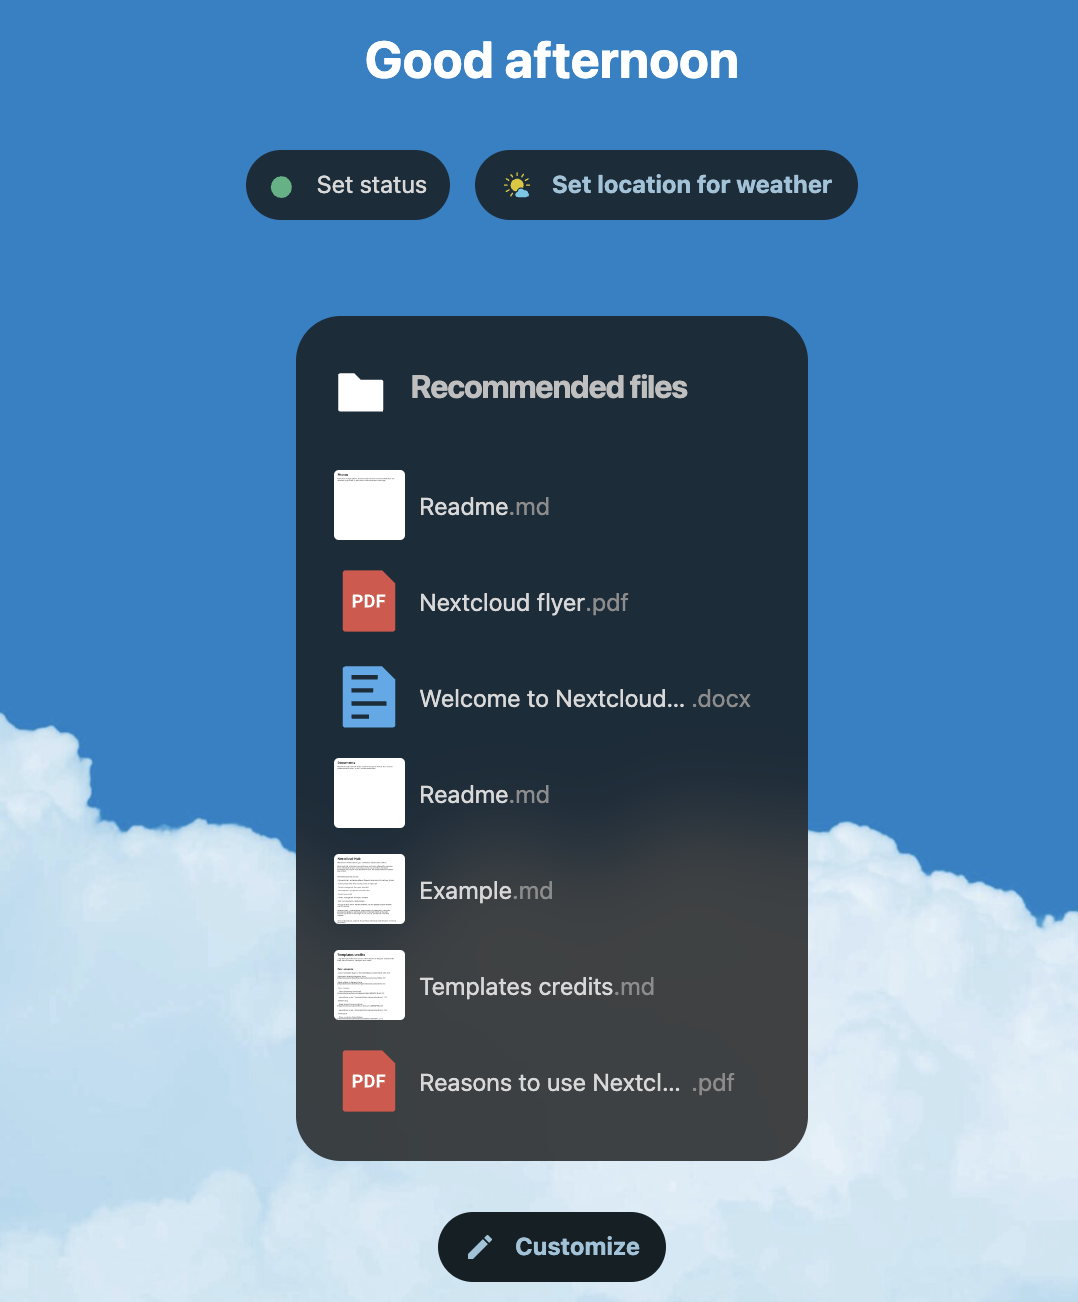 Good afternoon
Set status
Set location for weather
Recommended files
Readme.md
PDF
Nextcloud flyer.pdf
Welcome to Nextcloud... .docx
Readme.md
Example.md
Templates credits.md
PDF
Reasons to use Nextcl... .pdf
Customize